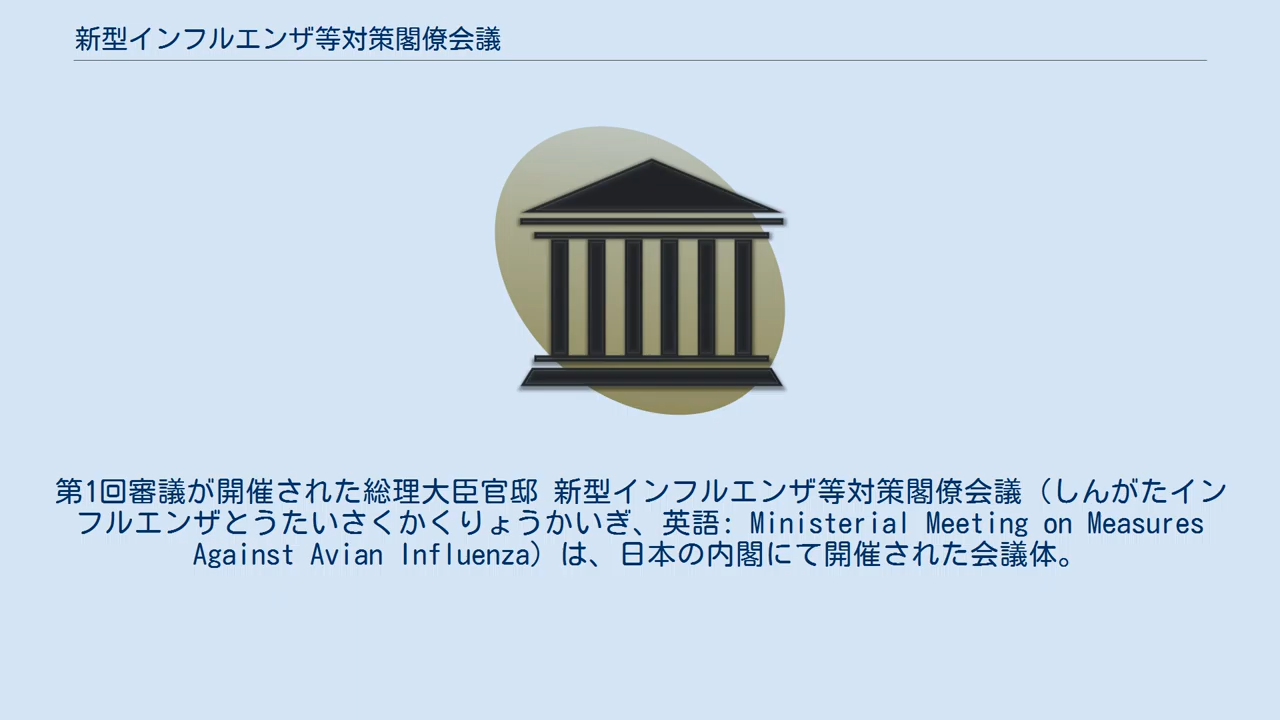 新型インフルエンザ等対策閣僚会議
第1回審議が開催された総理大臣官邸 新型インフルエンザ等対策閣僚会議（しんがたイン
フルエンザとうたいさくかくりょうかいぎ、英語: Ministerial Meeting on Measures
Against Avian Influenza）は、日本の内閣にて開催された会議体。